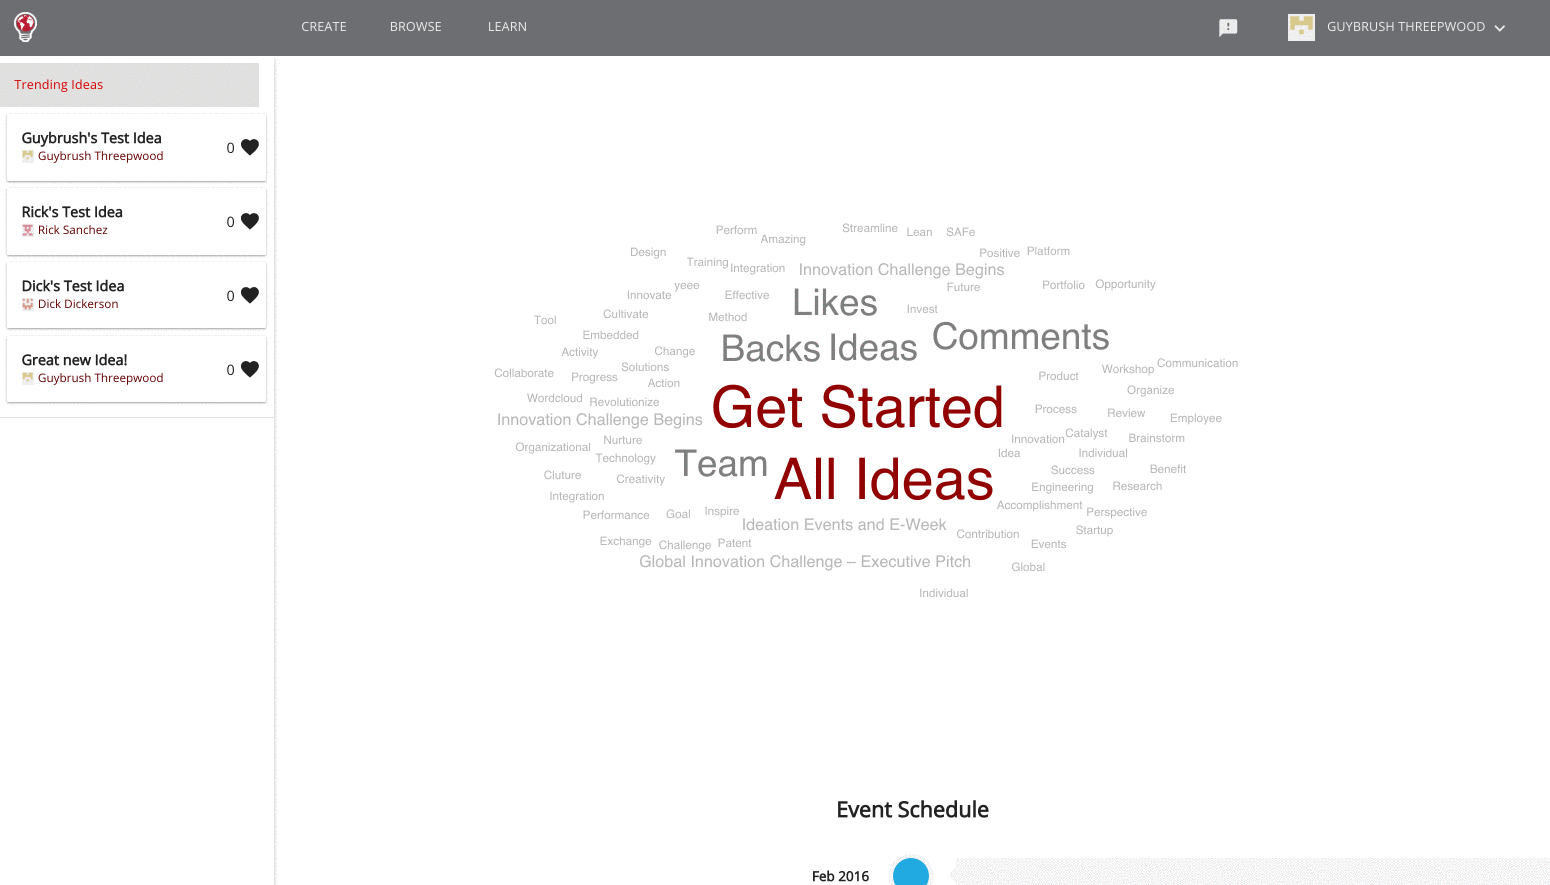 CREATE BROWSE LEARN GUYBRUSH THREEPWOOD
Trending Ideas
Guybrush's Test Idea
Guybrush Threepwood
0
Rick's Test Idea
Rick Sanchez
0
Dick's Test Idea
Dick Dickerson
0
Great new Idea!
Guybrush Threepwood
0
Perform
Amazing
Streamline
Lean
SAFe
Design
Training
Integration
Innovation Challenge Begins
Positive
Platform
Innovate
yeee
Effective
Likes
Future
Portfolio
Opportunity
Tool
Cultivate
Method
Invest
Embedded
Activity
Change
Backs
Ideas
Comments
Collaborate
Progress
Solutions
Action
Product
Workshop
Communication
Organize
Wordcloud
Revolutionize
Get Started
Process
Review
Employee
Innovation Challenge Begins
Organizational
Nurture
Technology
Innovation
Catalyst
Brainstorm
Idea
Individual
Cluture
Creativity
Team
All Ideas
Success
Benefit
Integration
Engineering
Research
Performance
Goal
Inspire
Accomplishment
Perspective
Ideation Events and E-Week
Contribution
Startup
Exchange
Challenge
Patent
Events
Global Innovation Challenge – Executive Pitch
Global
Individual
Event Schedule
Feb 2016